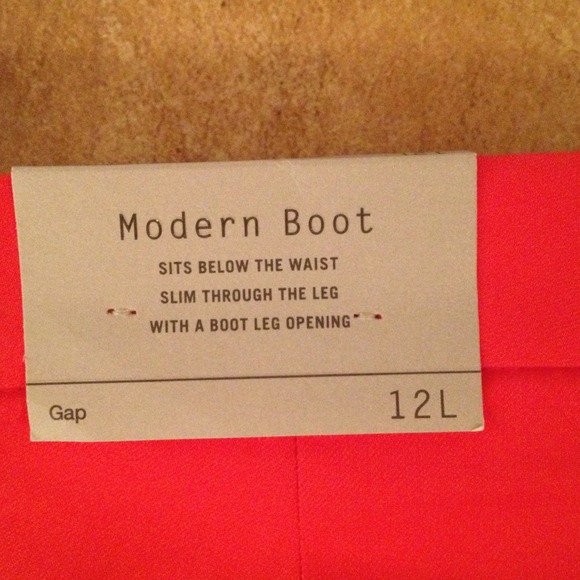 Modern Boot
SITS BELOW THE WAIST
SLIM THROUGH THE LEG
WITH A BOOT LEG OPENING
Gap 12L